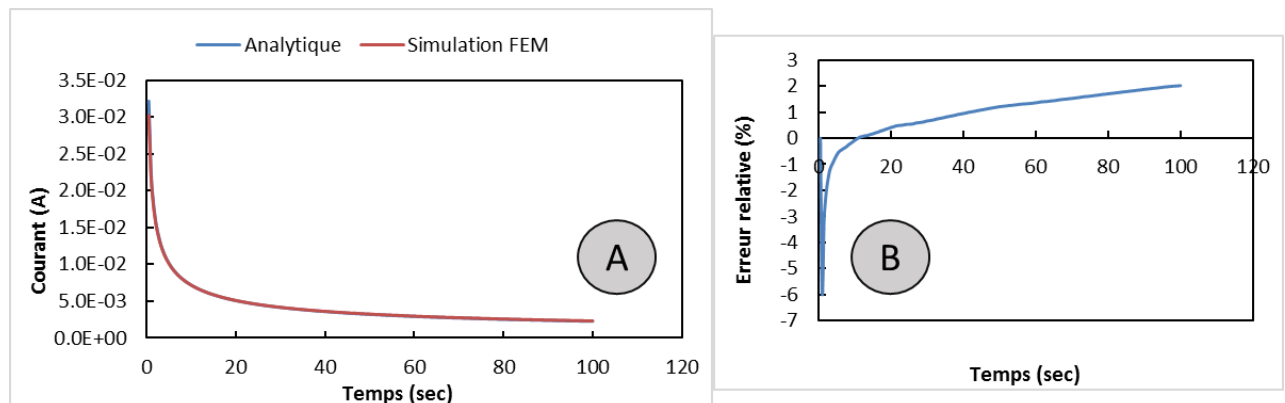 Analytique Simulation FEM
Courant (A)
3.5E-02
3.0E-02
2.5E-02
2.0E-02
1.5E-02
1.0E-02
5.0E-03
0.0E+00
0 20 40 60 80 100 120
Temps (sec)
A
Erreur relative (%)
3
2
1
0
-1
-2
-3
-4
-5
-6
-7
0 20 40 60 80 100 120
Temps (sec)
B